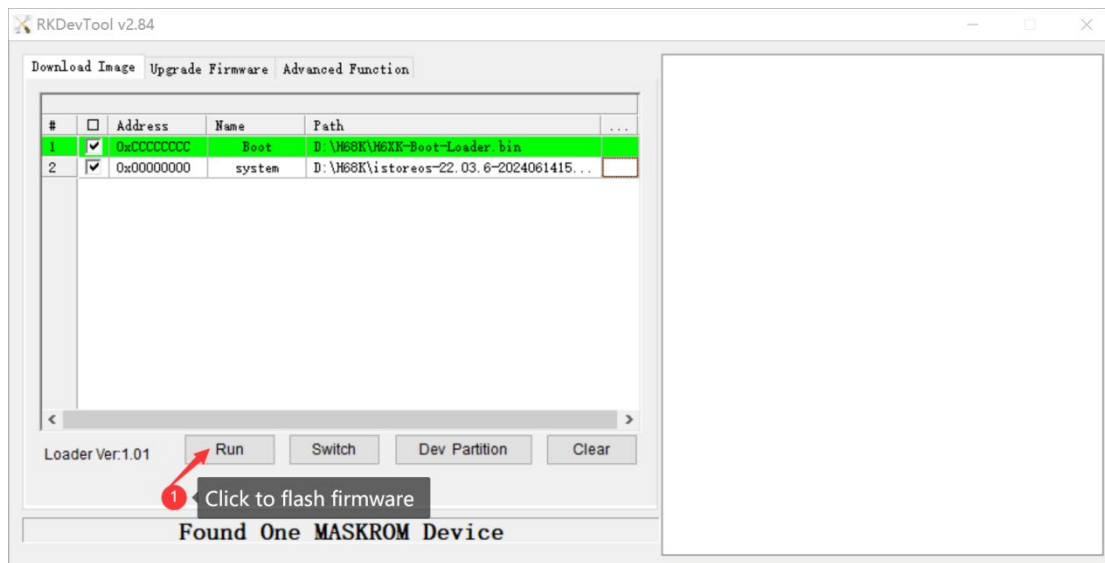 RKDevTool v2.84
Download Image Upgrade Firmware Advanced Function
# Address Name Path ...
1 0xCCCCCCCC Boot D:\H68K\H6XK-Boot-Loader.bin
2 0x00000000 system D:\H68K\istoreos-22.03.6-2024061415...
Loader Ver:1.01 Run Switch Dev Partition Clear
1 Click to flash firmware
Found One MASKROM Device